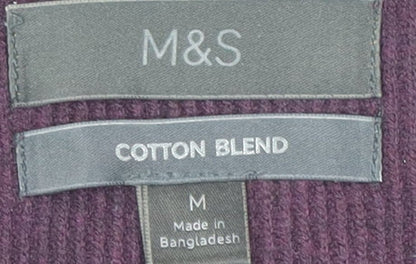 M&S
COTTON BLEND
M
Made in
Bangladesh